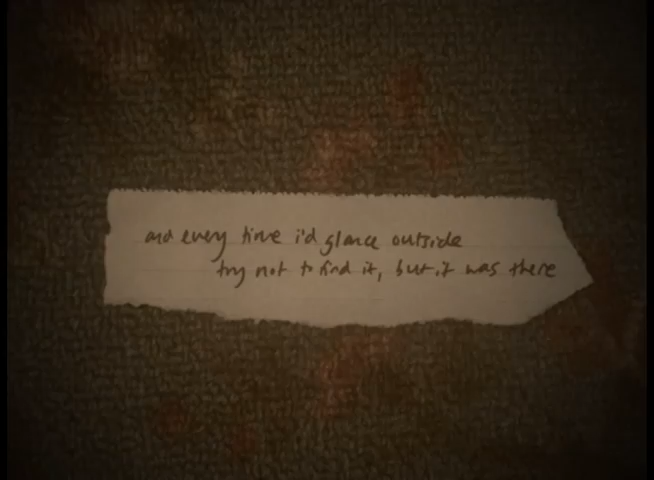 and every time i'd glance outside
try not to find it, but it was there